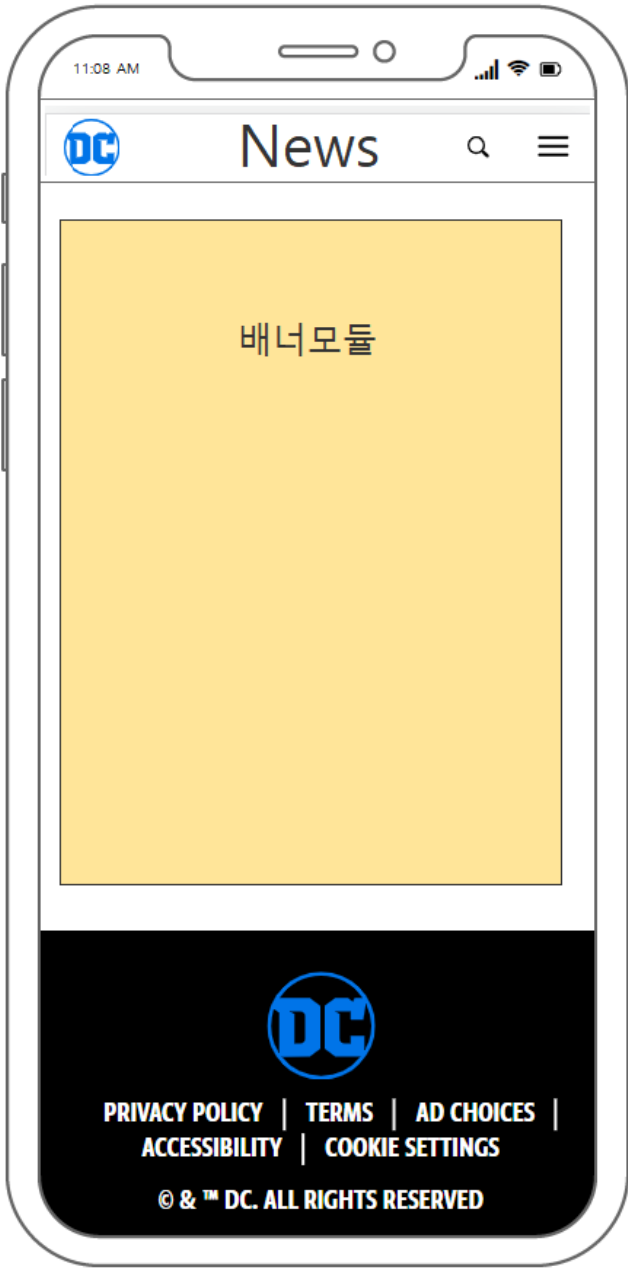 11:08 AM
DC
News
배너모듈
DC
PRIVACY POLICY | TERMS | AD CHOICES |
ACCESSIBILITY | COOKIE SETTINGS
© & ™ DC. ALL RIGHTS RESERVED